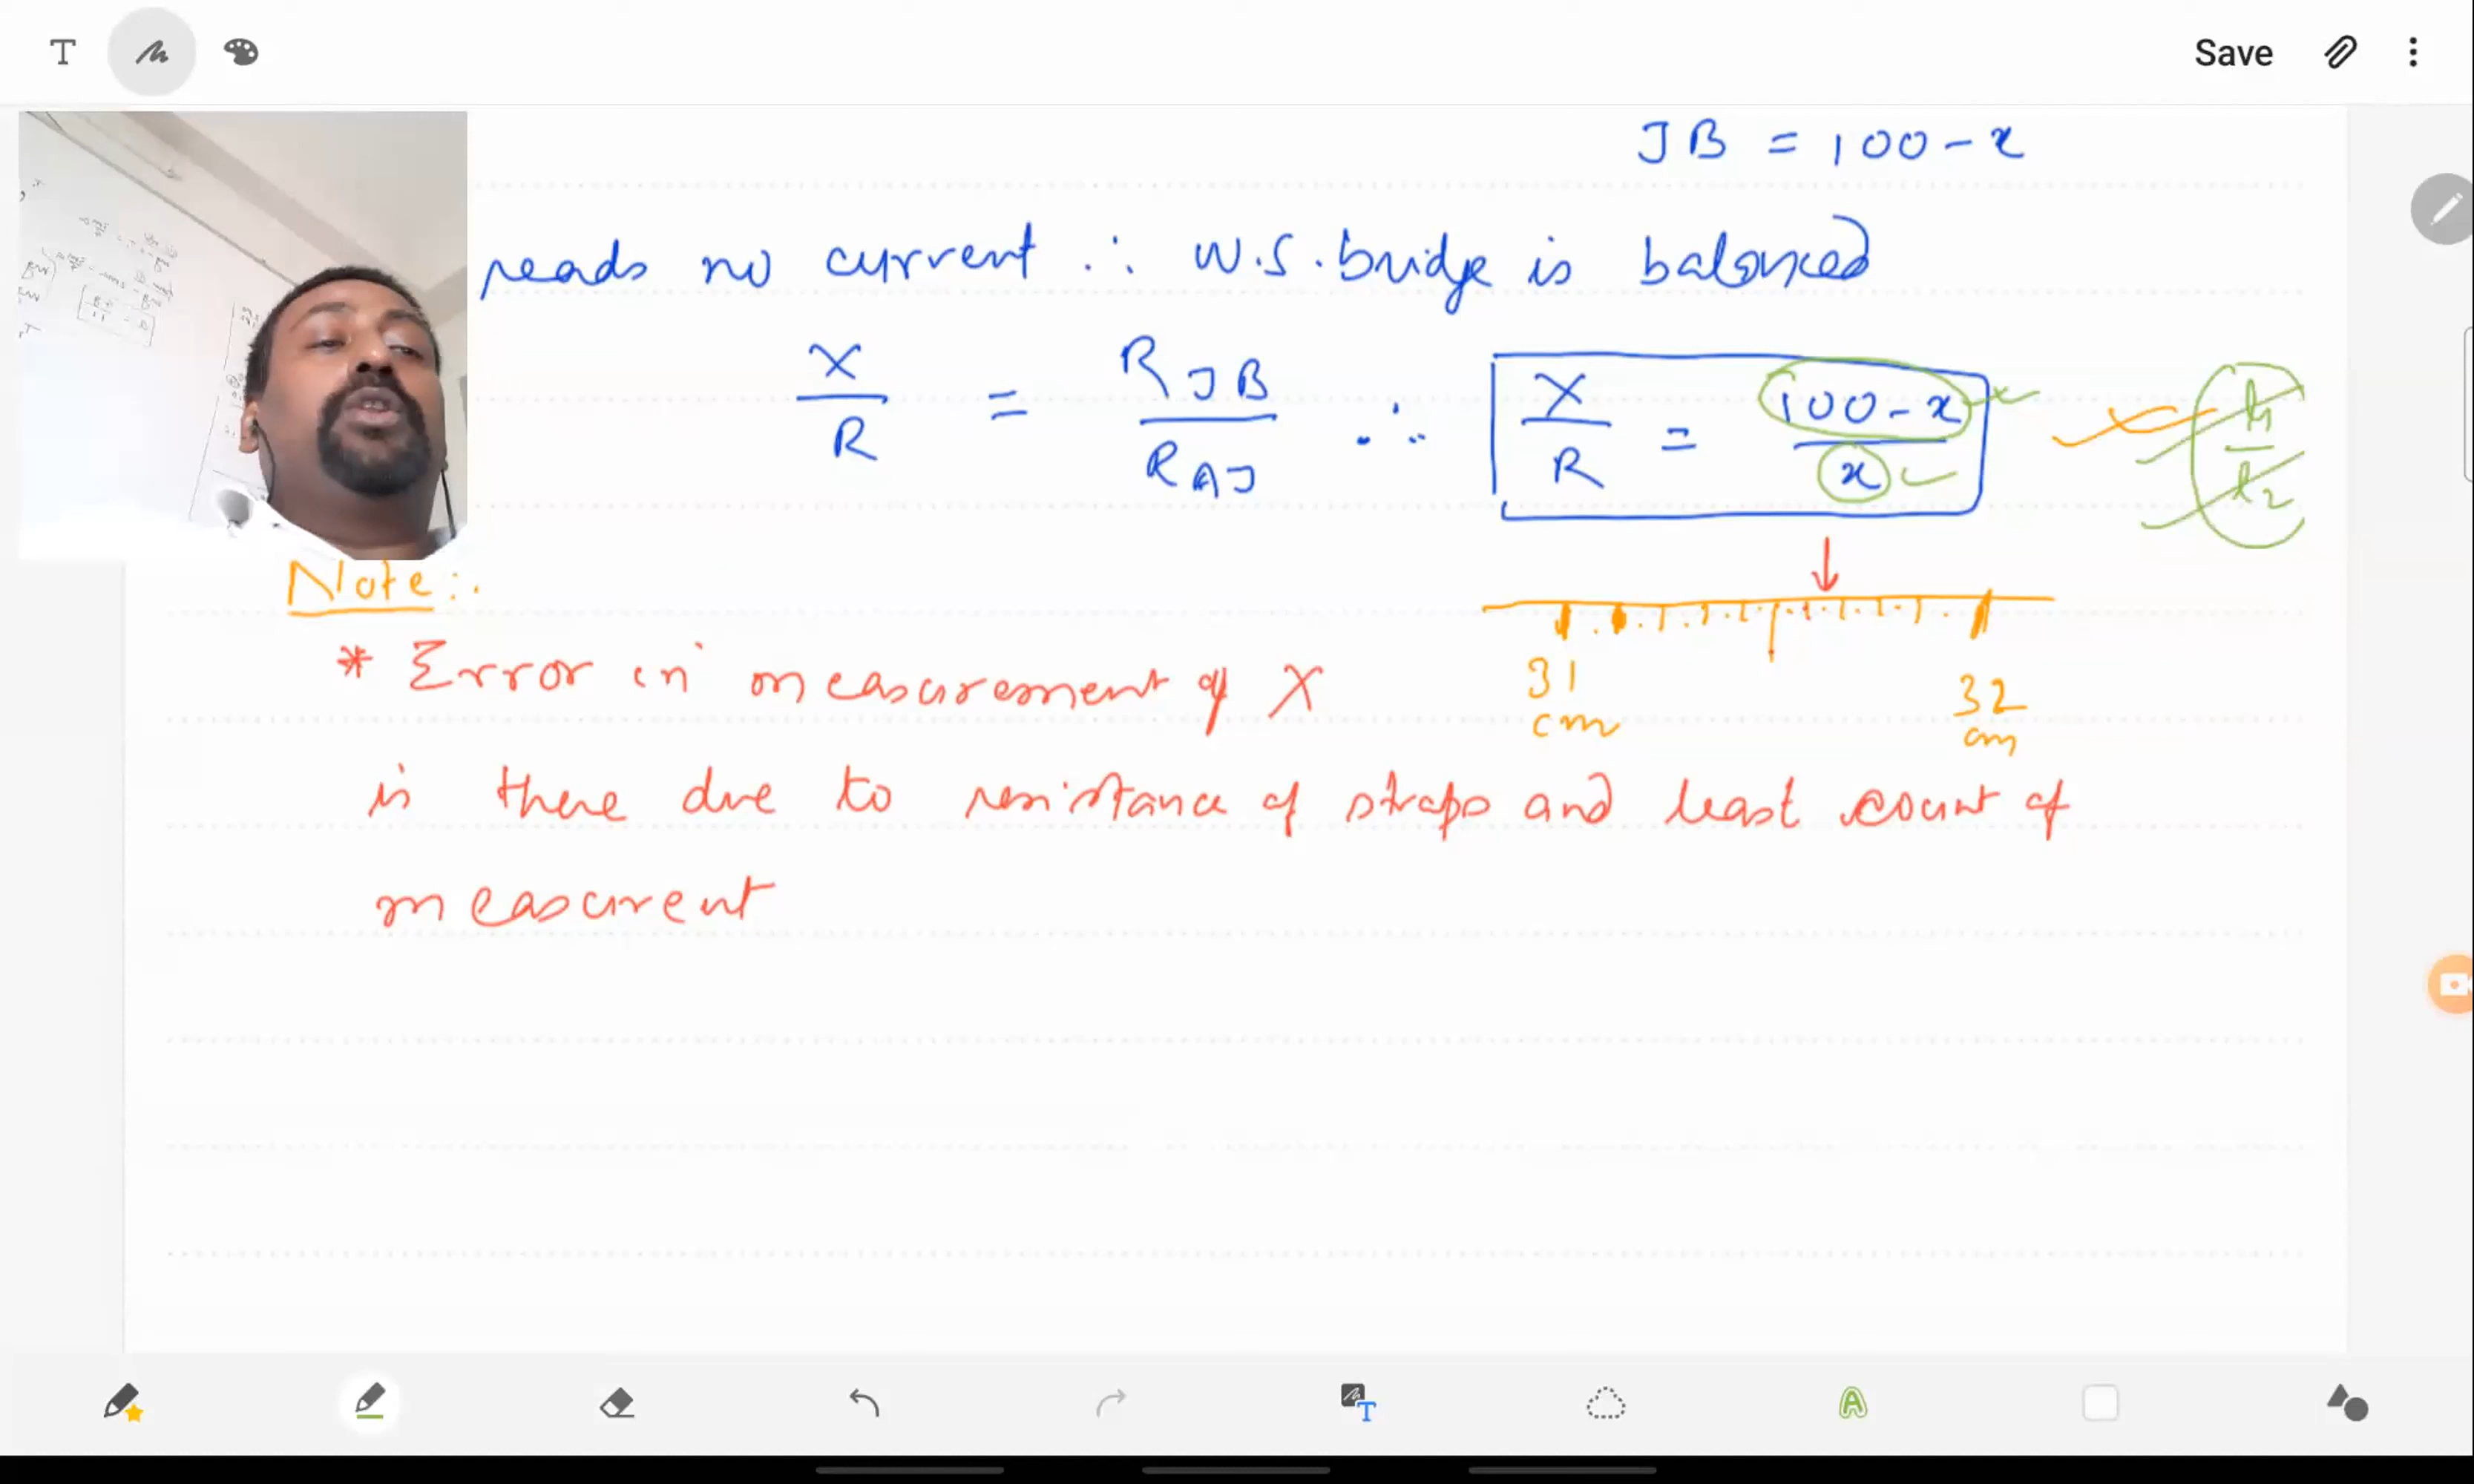 Save
JB = 100-x
reads no current ∴ W.S. bridge is balanced
X/R = R_JB/R_AJ ∴ X/R = 100-x/x
l1/l2
Note:.
31 cm
32 cm
* Error in measurement of X
is there due to resistance of straps and least count of
measurent